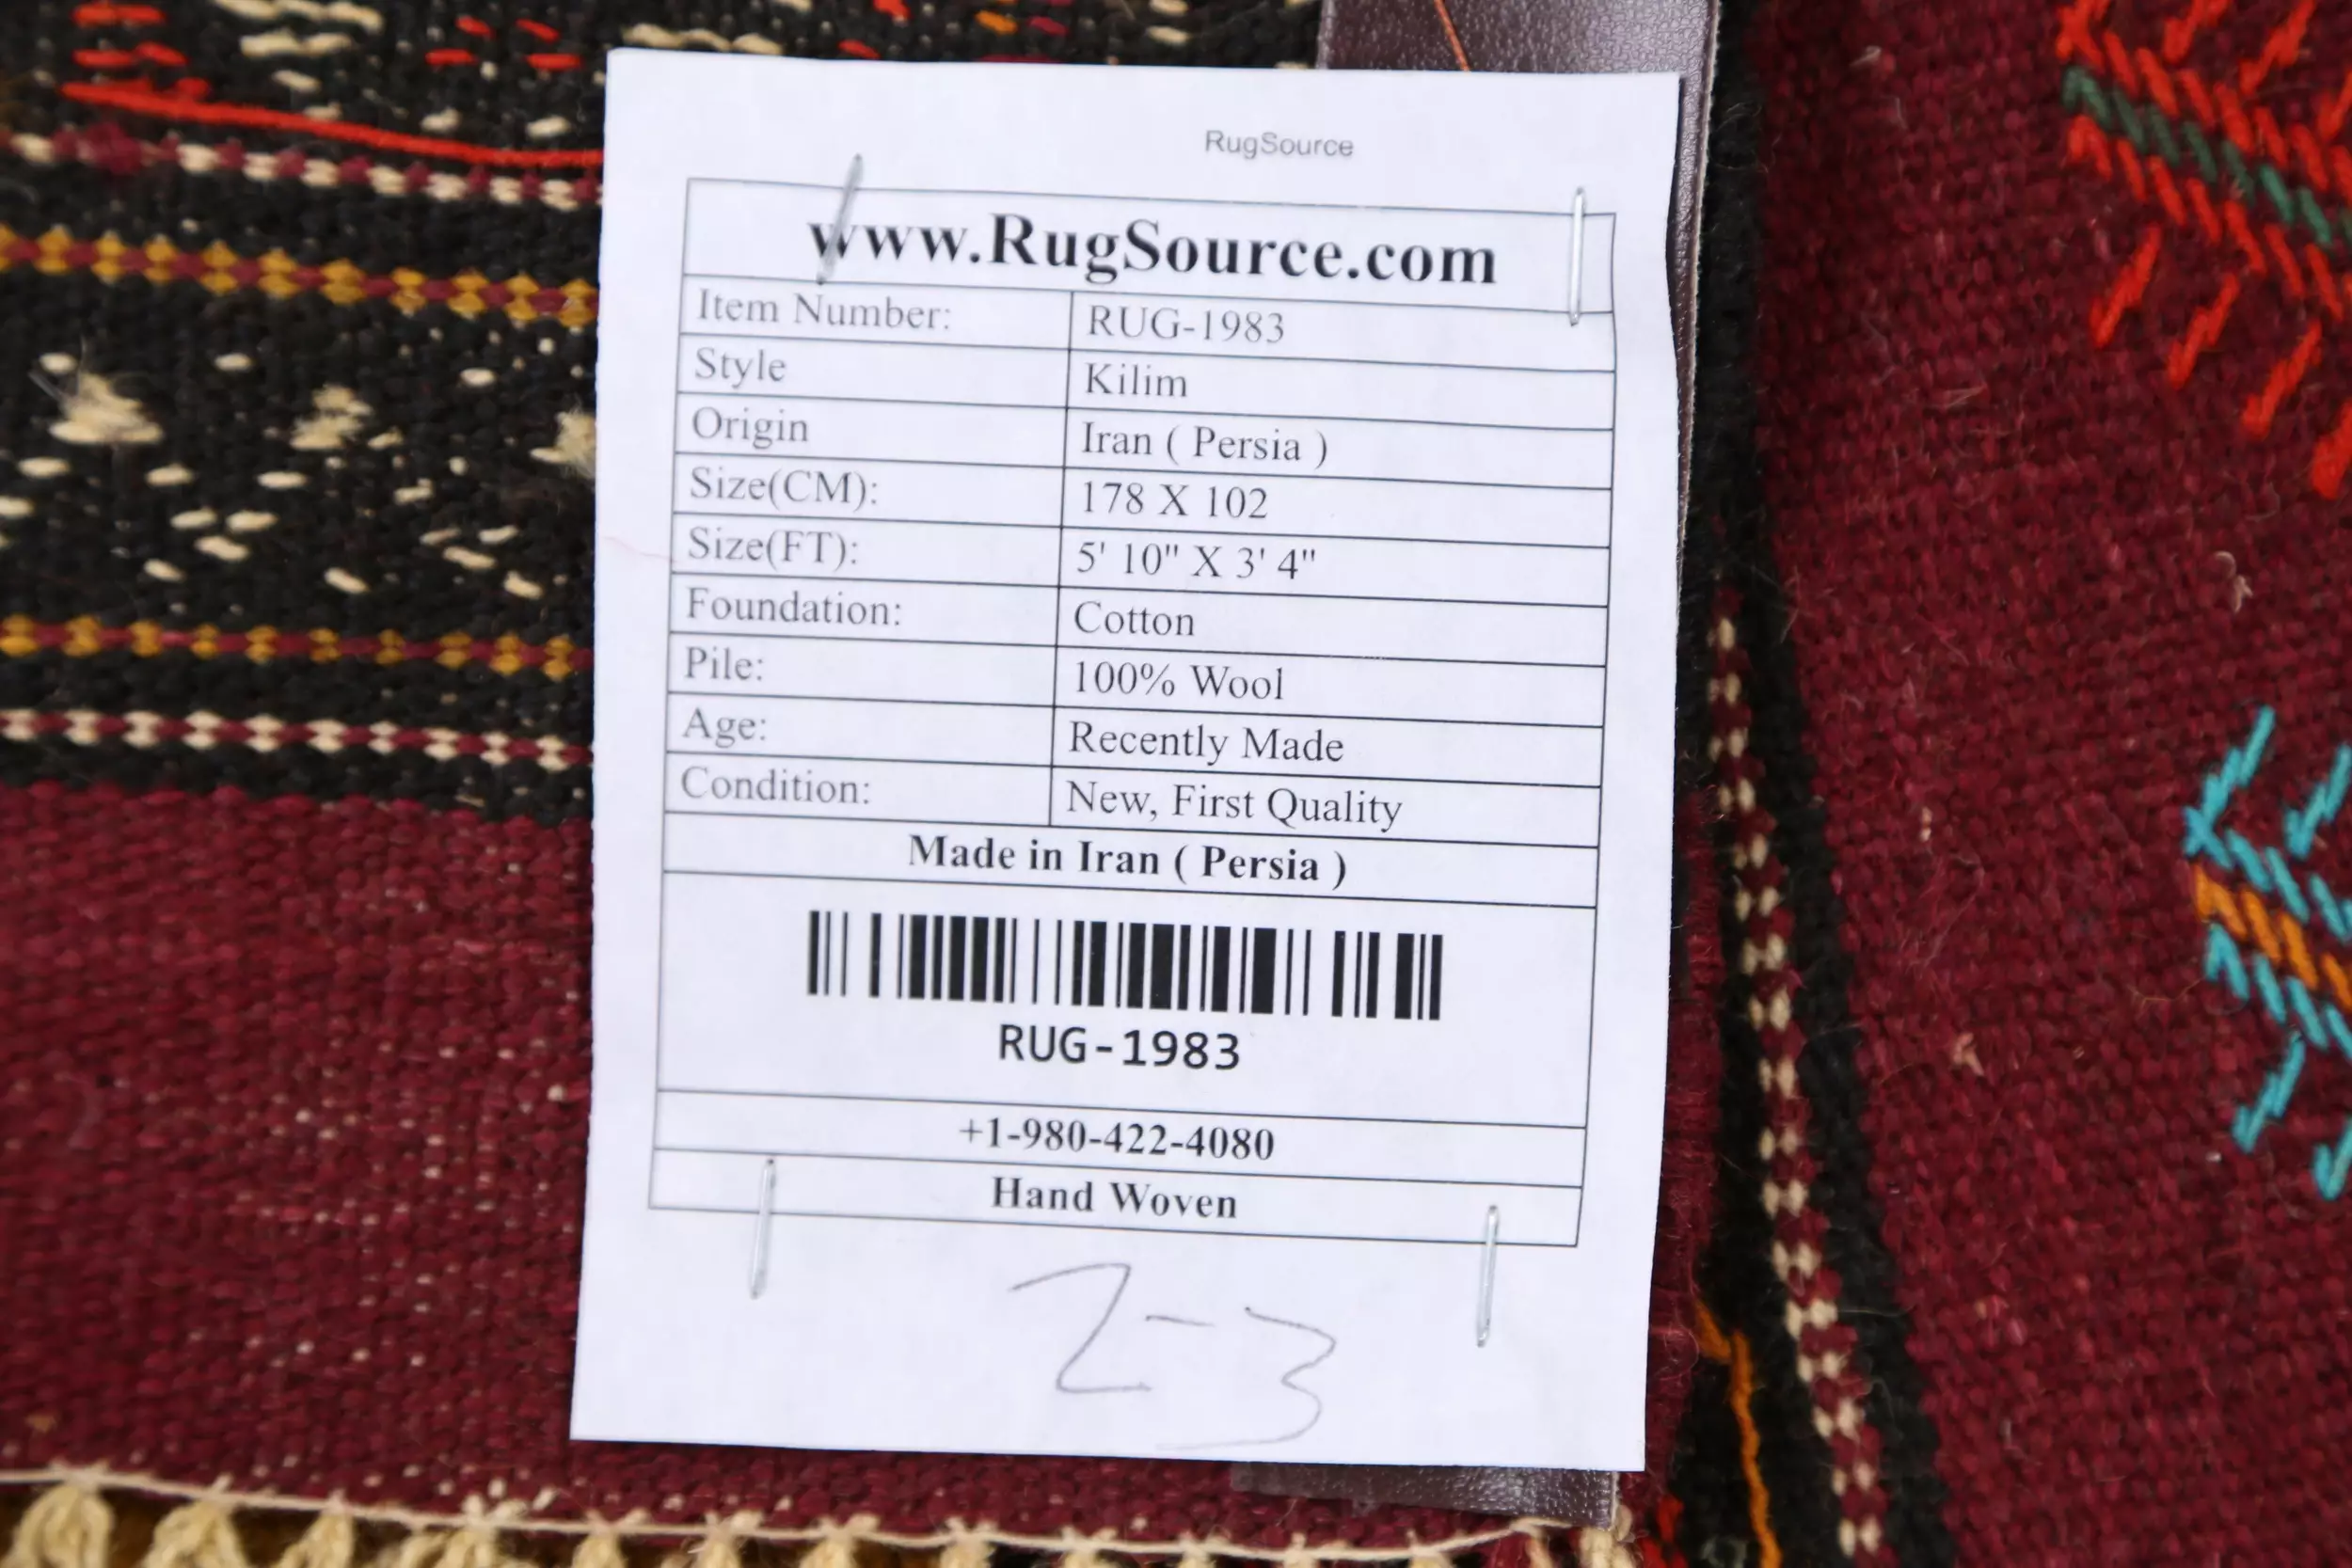 RugSource
www.RugSource.com
Item Number: RUG-1983
Style Kilim
Origin Iran ( Persia )
Size(CM): 178 X 102
Size(FT): 5' 10" X 3' 4"
Foundation: Cotton
Pile: 100% Wool
Age: Recently Made
Condition: New, First Quality
Made in Iran ( Persia )
RUG-1983
+1-980-422-4080
Hand Woven
2-3